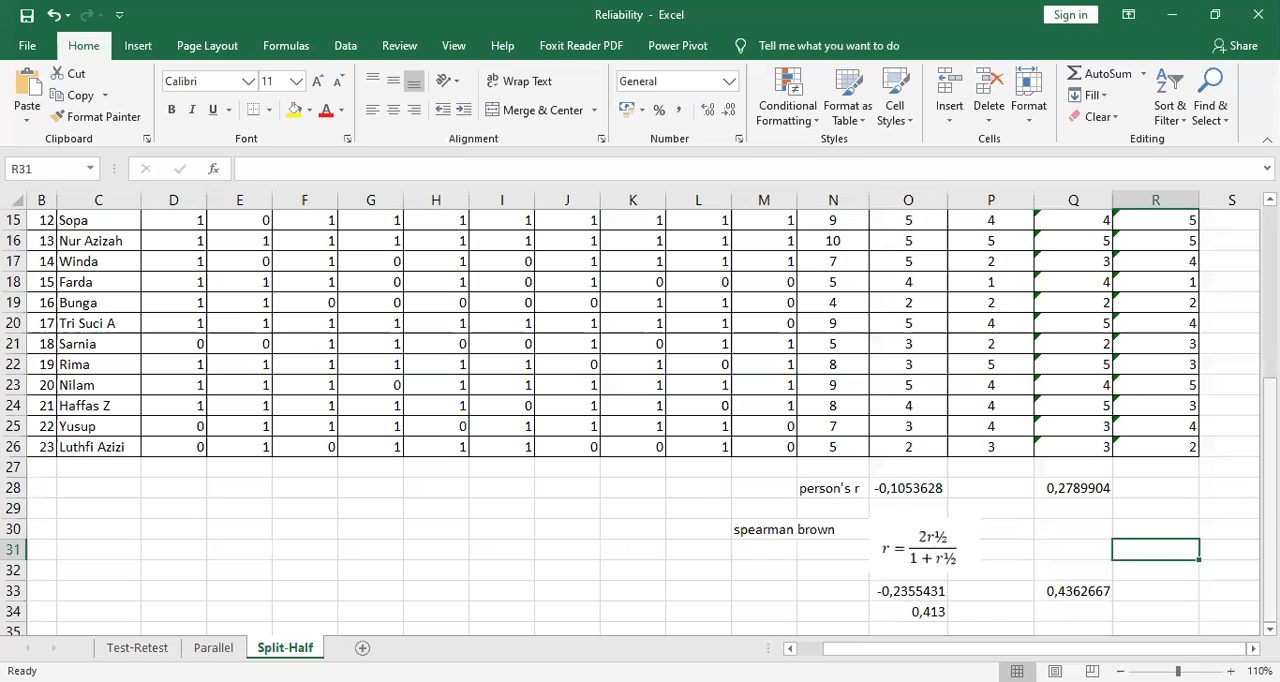 Reliability - Excel
Sign in
File Home Insert Page Layout Formulas Data Review View Help Foxit Reader PDF Power Pivot Tell me what you want to do Share
Paste
Cut
Copy
Format Painter
Clipboard
Calibri 11
B I U
Font
Wrap Text
Merge & Center
Alignment
General
Number
Conditional Formatting
Format as Table
Cell Styles
Styles
Insert Delete Format
Cells
AutoSum
Fill
Clear
Sort & Filter
Find & Select
Editing
R31 fx
B C D E F G H I J K L M N O P Q R S
15 12 Sopa 1 0 1 1 1 1 1 1 1 1 9 5 4 4 5
16 13 Nur Azizah 1 1 1 1 1 1 1 1 1 1 10 5 5 5 5
17 14 Winda 1 0 1 0 1 0 1 1 1 1 7 5 2 3 4
18 15 Farda 1 1 1 0 1 0 1 0 0 0 5 4 1 4 1
19 16 Bunga 1 1 0 0 0 0 0 1 1 0 4 2 2 2 2
20 17 Tri Suci A 1 1 1 1 1 1 1 1 1 0 9 5 4 5 4
21 18 Sarnia 0 0 1 1 0 0 1 0 1 1 5 3 2 2 3
22 19 Rima 1 1 1 1 1 1 0 1 0 1 8 3 5 5 3
23 20 Nilam 1 1 1 0 1 1 1 1 1 1 9 5 4 4 5
24 21 Haffas Z 1 1 1 1 1 0 1 1 0 1 8 4 4 5 3
25 22 Yusup 0 1 1 1 0 1 1 1 1 0 7 3 4 3 4
26 23 Luthfi Azizi 0 1 0 1 1 1 0 0 1 0 5 2 3 3 2
27
28 person's r -0,1053628 0,2789904
29
30 spearman brown
r = 2r½ / 1 + r½
31
32
33 -0,2355431 0,4362667
34 0,413
35
Test-Retest Parallel Split-Half
Ready 110%